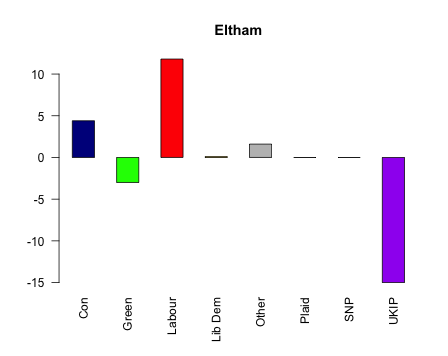 Eltham
10
5
0
-5
-10
-15
Con
Green
Labour
Lib Dem
Other
Plaid
SNP
UKIP